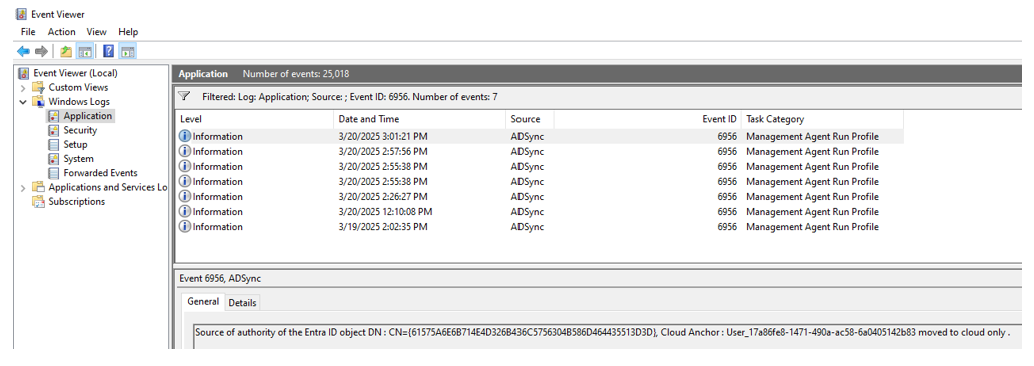 Event Viewer
File Action View Help
Event Viewer (Local)
Custom Views
Windows Logs
Application
Security
Setup
System
Forwarded Events
Applications and Services Lo
Subscriptions
Application Number of events: 25,018
Filtered: Log: Application; Source: ; Event ID: 6956. Number of events: 7
Level Date and Time Source Event ID Task Category
Information 3/20/2025 3:01:21 PM ADSync 6956 Management Agent Run Profile
Information 3/20/2025 2:57:56 PM ADSync 6956 Management Agent Run Profile
Information 3/20/2025 2:55:38 PM ADSync 6956 Management Agent Run Profile
Information 3/20/2025 2:55:38 PM ADSync 6956 Management Agent Run Profile
Information 3/20/2025 2:26:27 PM ADSync 6956 Management Agent Run Profile
Information 3/20/2025 12:10:08 PM ADSync 6956 Management Agent Run Profile
Information 3/19/2025 2:02:35 PM ADSync 6956 Management Agent Run Profile
Event 6956, ADSync
General Details
Source of authority of the Entra ID object DN : CN={61575A6E6B714E4D326B436C5756304B586D464435513D3D}, Cloud Anchor : User_17a86fe8-1471-490a-ac58-6a0405142b83 moved to cloud only .